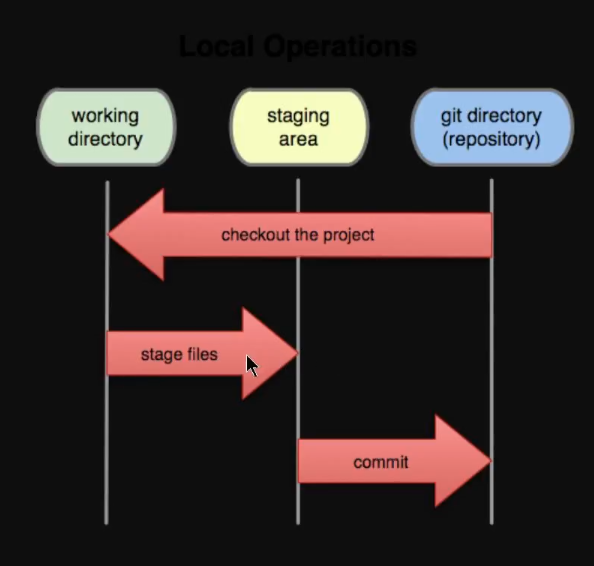 Local Operations
working
directory
staging
area
git directory
(repository)
checkout the project
stage files
commit